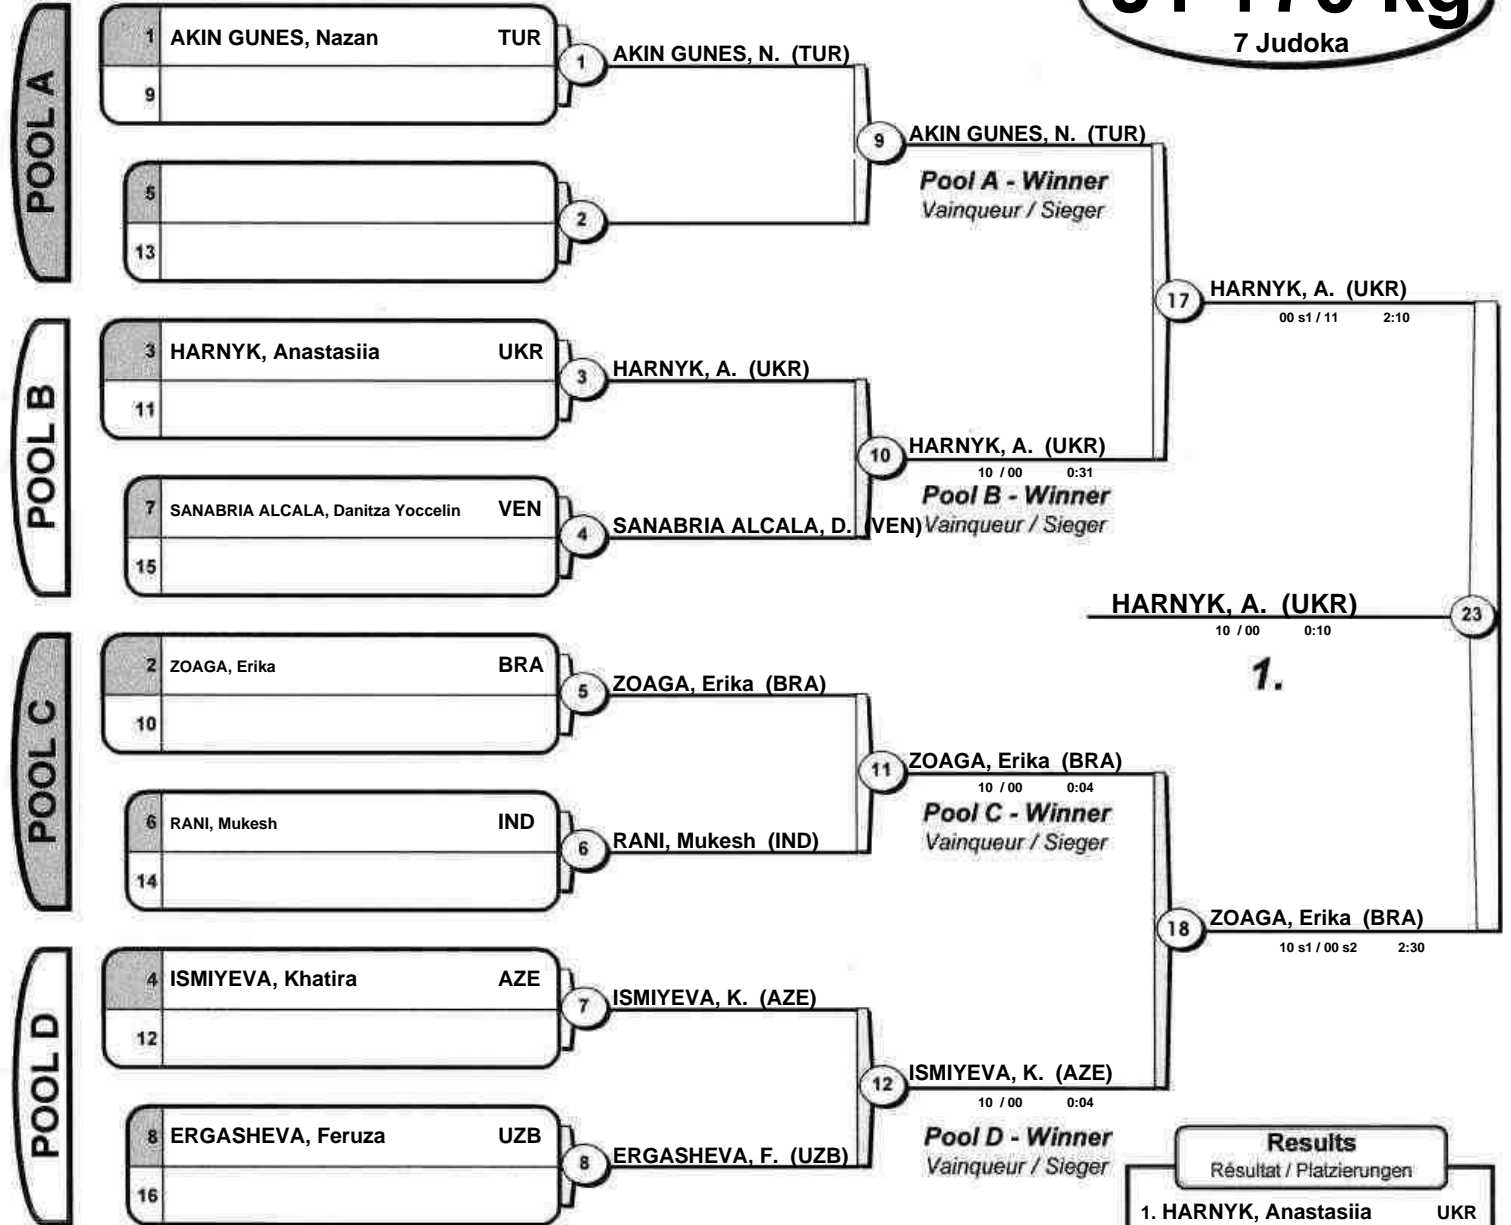 7 Judoka
POOL A
1 AKIN GUNES, Nazan TUR
9
1
AKIN GUNES, N. (TUR)
5
13
2
9
AKIN GUNES, N. (TUR)
Pool A - Winner
Vainqueur / Sieger
POOL B
3 HARNYK, Anastasiia UKR
11
3
HARNYK, A. (UKR)
7 SANABRIA ALCALA, Danitza Yoccelin VEN
15
4
SANABRIA ALCALA, D. (VEN)
10
HARNYK, A. (UKR)
10 / 00 0:31
Pool B - Winner
Vainqueur / Sieger
17
HARNYK, A. (UKR)
00 s1 / 11 2:10
POOL C
2 ZOAGA, Erika BRA
10
5
ZOAGA, Erika (BRA)
6 RANI, Mukesh IND
14
6
RANI, Mukesh (IND)
11
ZOAGA, Erika (BRA)
10 / 00 0:04
Pool C - Winner
Vainqueur / Sieger
POOL D
4 ISMIYEVA, Khatira AZE
12
7
ISMIYEVA, K. (AZE)
8 ERGASHEVA, Feruza UZB
16
8
ERGASHEVA, F. (UZB)
12
ISMIYEVA, K. (AZE)
10 / 00 0:04
Pool D - Winner
Vainqueur / Sieger
18
ZOAGA, Erika (BRA)
10 s1 / 00 s2 2:30
23
HARNYK, A. (UKR)
10 / 00 0:10
1.
Results
Résultat / Platzierungen
1. HARNYK, Anastasiia UKR